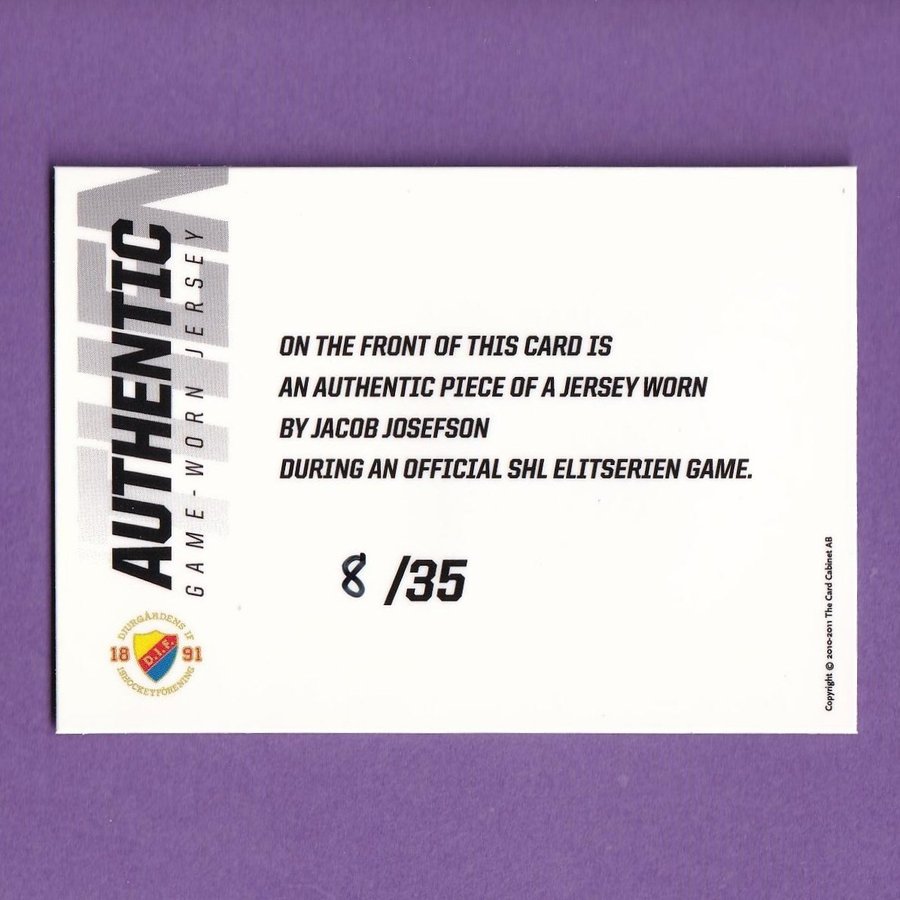 AUTHENTIC
GAME-WORN JERSEY
ON THE FRONT OF THIS CARD IS
AN AUTHENTIC PIECE OF A JERSEY WORN
BY JACOB JOSEFSON
DURING AN OFFICIAL SHL ELITSERIEN GAME.
8 /35
DJURGÅRDENS IF
18 D.I.F. 91
ISHOCKEYFÖRENING
Copyright © 2010-2011 The Card Cabinet AB